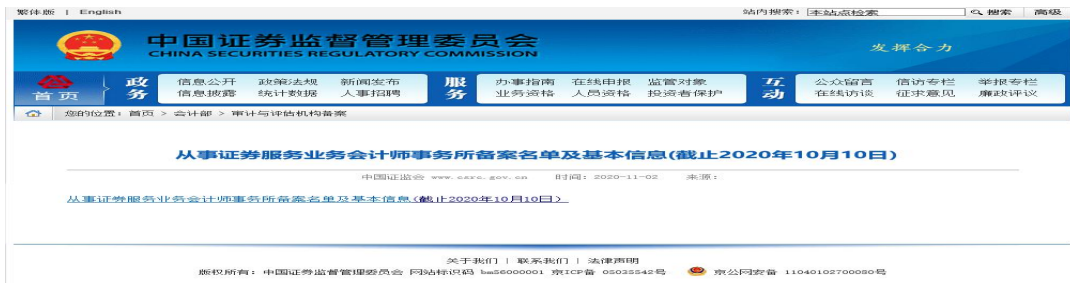 繁体版 | English 站内搜索: 本站点检索 搜索 高级
中国证券监督管理委员会
CHINA SECURITIES REGULATORY COMMISSION
发挥合力
首页 政务 信息公开 政策法规 新闻发布 服务 办事指南 在线申报 监管对象 互动 公众留言 信访专栏 举报专栏
信息披露 统计数据 人事招聘 业务资格 人员资格 投资者保护 在线访谈 征求意见 廉政评议
您的位置: 首页 > 会计部 > 审计与评估机构备案
从事证券服务业务会计师事务所备案名单及基本信息(截止2020年10月10日)
中国证监会 www.csrc.gov.cn 时间: 2020-11-02 来源:
从事证券服务业务会计师事务所备案名单及基本信息(截止2020年10月10日)
关于我们 | 联系我们 | 法律声明
版权所有: 中国证券监督管理委员会 网站标识码 bm56000001 京ICP备 05035542号 京公网安备 11040102700080号